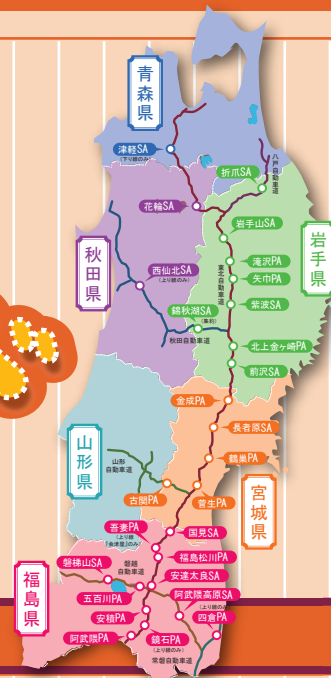 青森県
津軽SA
(下り線のみ)
折爪SA
八戸自動車道
花輪SA
岩手山SA
岩手県
秋田県
滝沢PA
東北自動車道
西仙北SA
(上り線のみ)
矢巾PA
紫波SA
錦秋湖SA
(集約)
秋田自動車道
北上金ヶ崎PA
前沢SA
金成PA
山形県
長者原SA
鶴巣PA
山形
自動車道
宮城県
古関PA
菅生PA
吾妻PA
(上り線
「会津屋」のみ)
国見SA
福島県
磐梯山SA
磐越
自動車道
福島松川PA
安達太良SA
五百川PA
阿武隈高原SA
(上り線のみ)
安積PA
四倉PA
阿武隈PA
鏡石PA
(上り線のみ)
常磐自動車道